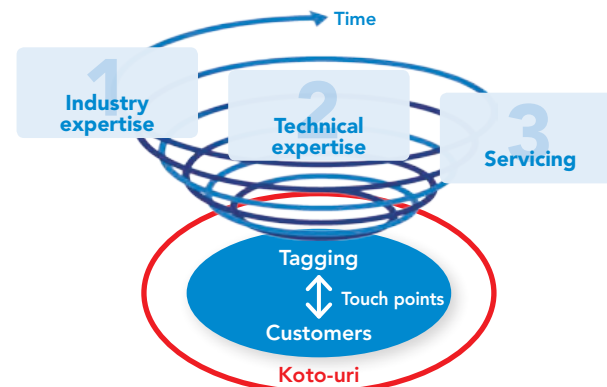 Time
1
Industry
expertise
2
Technical
expertise
3
Servicing
Tagging
Touch points
Customers
Koto-uri